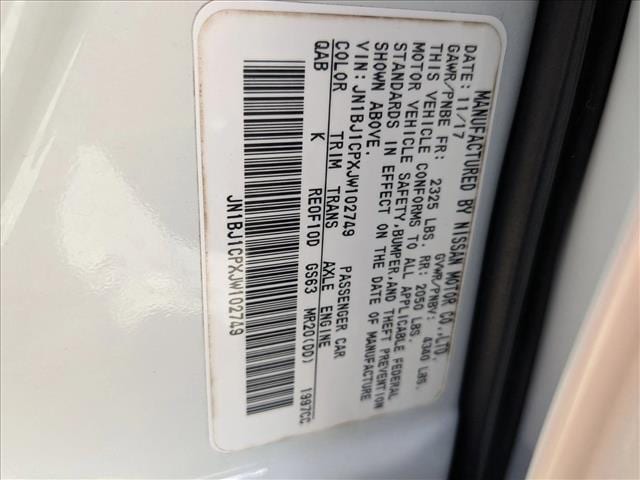 MANUFACTURED BY NISSAN MOTOR CO.,LTD.
DATE: 11/17 GVWR/PNBV: 4340 LBS.
GAWR/PNBE FR: 2325 LBS. RR: 2050 LBS.
THIS VEHICLE CONFORMS TO ALL APPLICABLE FEDERAL
MOTOR VEHICLE SAFETY,BUMPER,AND THEFT PREVENTION
STANDARDS IN EFFECT ON THE DATE OF MANUFACTURE
SHOWN ABOVE.
VIN: JN1BJ1CPXJW102749 PASSENGER CAR
COLOR TRIM TRANS AXLE ENGINE
QAB K RE0F10D GS63 MR20(DD) 1997CC
JN1BJ1CPXJW102749